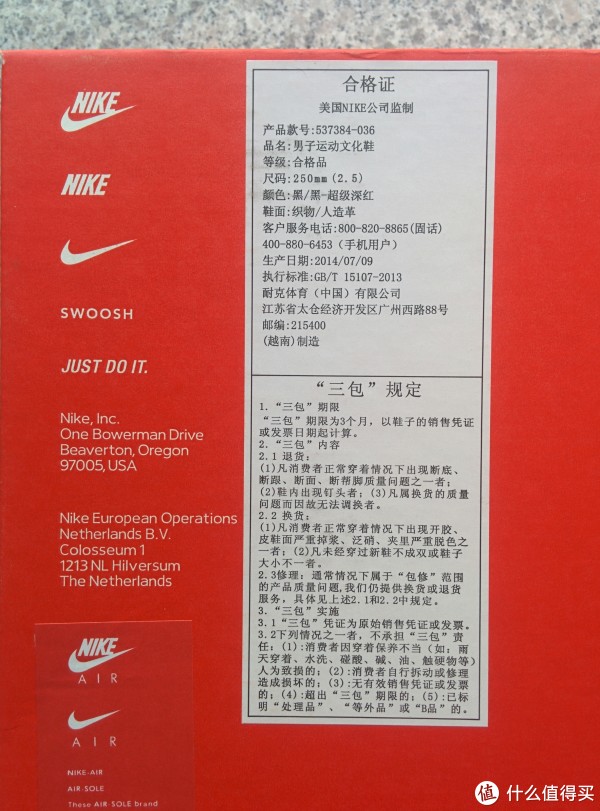 NIKE
NIKE
SWOOSH
JUST DO IT.
Nike, Inc.
One Bowerman Drive
Beaverton, Oregon
97005, USA
Nike European Operations
Netherlands B.V.
Colosseum 1
1213 NL Hilversum
The Netherlands
NIKE
AIR
AIR
NIKE-AIR
AIR-SOLE
These AIR-SOLE brand
合格证
美国NIKE公司监制
产品款号:537384-036
品名:男子运动文化鞋
等级:合格品
尺码:250mm(2.5)
颜色:黑/黑-超级深红
鞋面:织物/人造革
客户服务电话:800-820-8865(固话)
400-880-6453（手机用户）
生产日期:2014/07/09
执行标准:GB/T 15107-2013
耐克体育（中国）有限公司
江苏省太仓经济开发区广州西路88号
邮编:215400
(越南)制造
“三包”规定
1.“三包”期限
“三包”期限为3个月，以鞋子的销售凭证
或发票日期起计算。
2.“三包”内容
2.1 退货：
(1)凡消费者正常穿着情况下出现断底、
断跟、断面、断帮脚质量问题之一者；
(2)鞋内出现钉头者；(3)凡属换货的质量
问题而因故无法调换者。
2.2 换货：
(1)凡消费者正常穿着情况下出现开胶、
皮鞋面严重掉浆、泛硝、夹里严重脱色之
一者；(2)凡未经穿过新鞋不成双或鞋子
大小不一者。
2.3修理：通常情况下属于“包修”范围
的产品质量问题,我们仍提供换货或退货
服务，具体见上述2.1和2.2中规定。
3.“三包”实施
3.1“三包”凭证为原始销售凭证或发票。
3.2下列情况之一者，不承担“三包”责
任：(1):消费者因穿着保养不当（如：雨
天穿着、水洗、碰酸、碱、油、触硬物等）
人为致损的；(2):消费者自行拆动或修理
造成损坏的；(3):无有效销售凭证或发票
的；(4):超出“三包”期限的；(5):已标
明“处理品”、“等外品”或“B品”的。
值 什么值得买